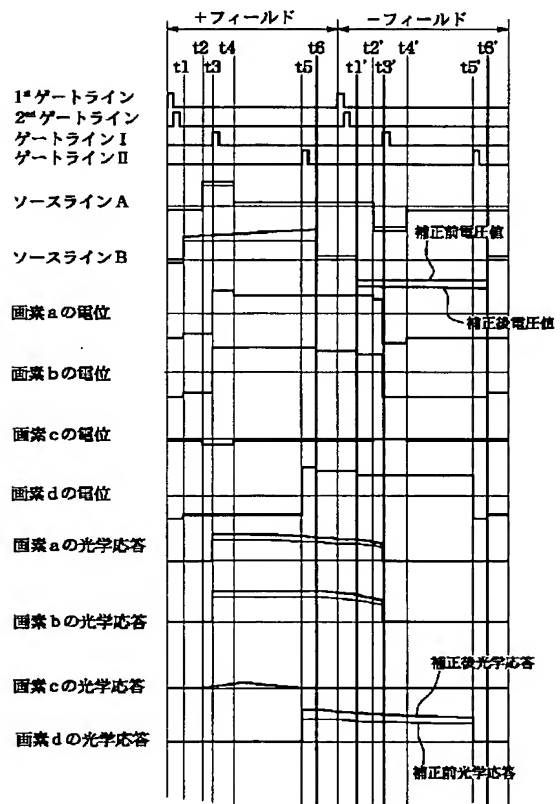 +フィールド
−フィールド
t2 t4 t6 t2' t4' t6'
t1 t3 t5 t1' t3' t5'
1stゲートライン
2ndゲートライン
ゲートラインⅠ
ゲートラインⅡ
ソースラインA
補正前電圧値
ソースラインB
補正後電圧値
画素aの電位
画素bの電位
画素cの電位
画素dの電位
画素aの光学応答
画素bの光学応答
補正後光学応答
画素cの光学応答
画素dの光学応答
補正前光学応答